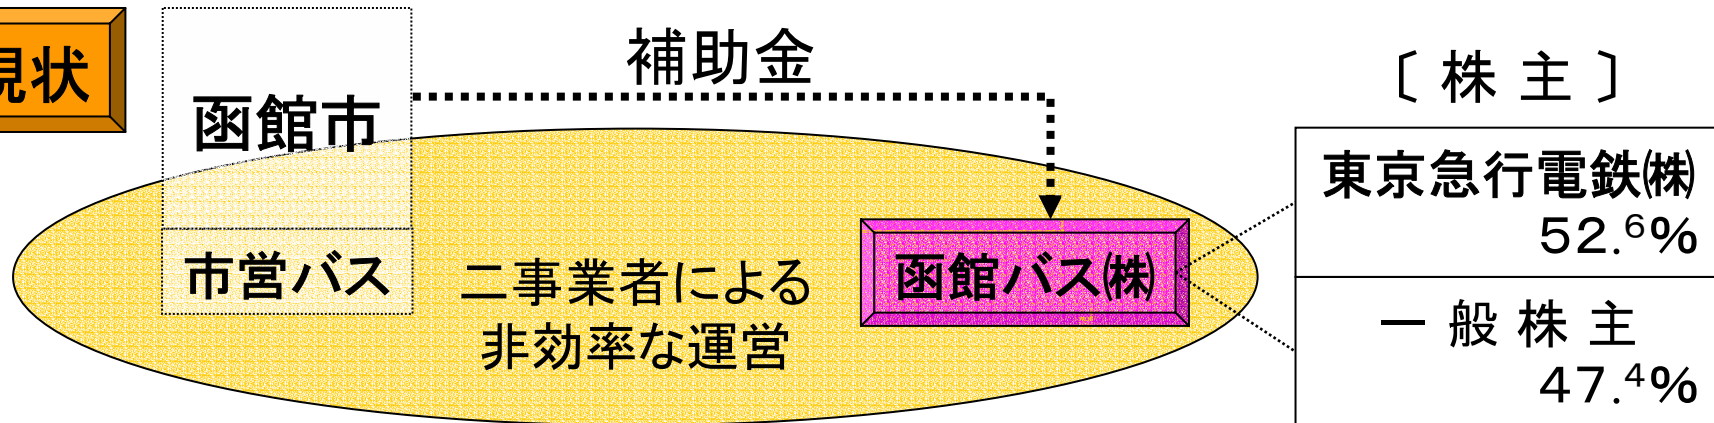 現状
函館市
補助金
〔 株 主 〕
東京急行電鉄㈱
52.6%
市営バス
二事業者による
非効率な運営
函館バス㈱
一 般 株 主
47.4%